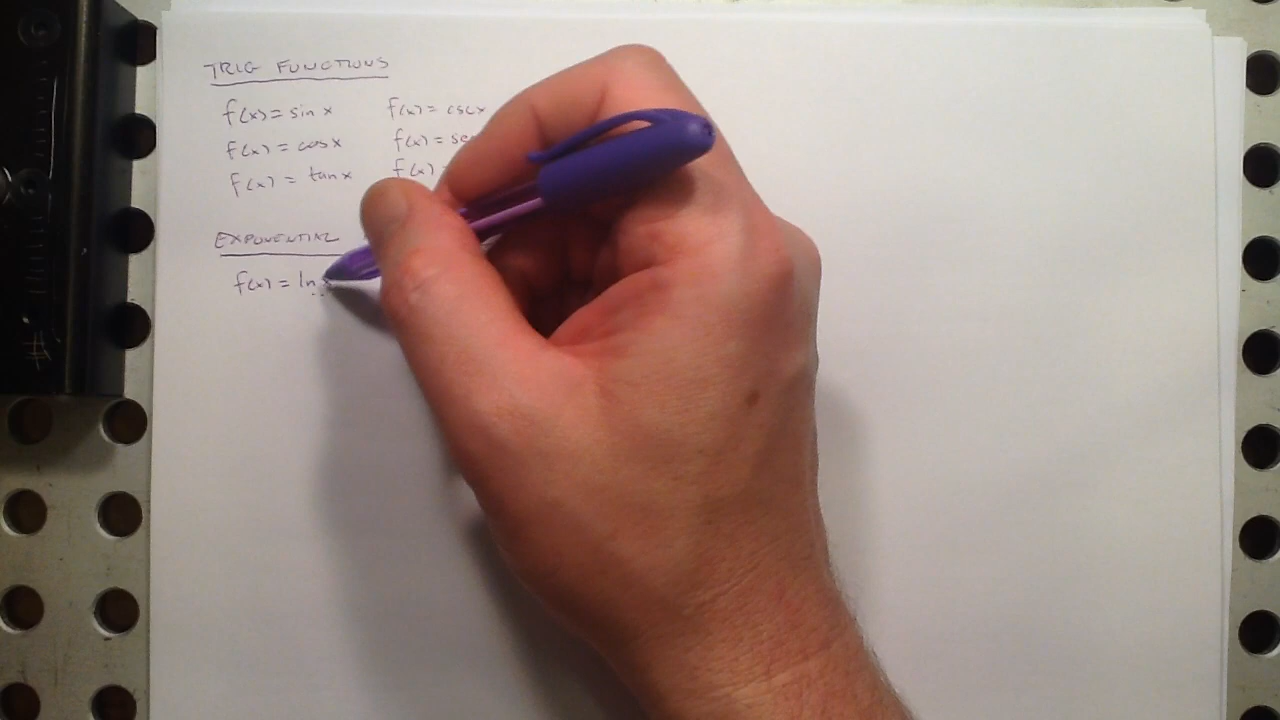 TRIG FUNCTIONS
f(x) = sin x f(x) = csc x
f(x) = cos x f(x) =
f(x) = tan x f(x)
EXPONENTIAL
f(x) = ln